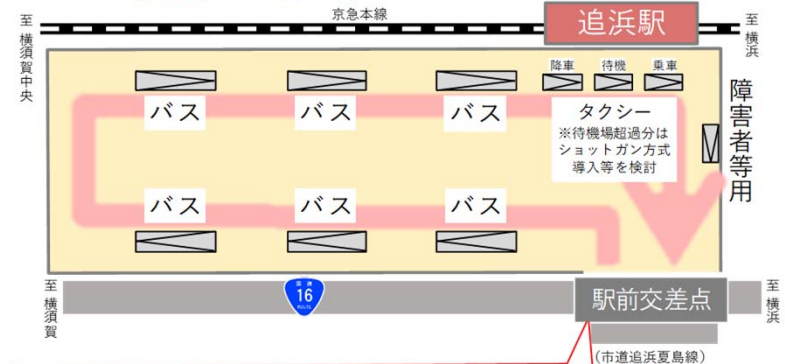 京急本線
至 横須賀中央
追浜駅
至 横浜
降車
待機
乗車
バス
バス
バス
タクシー
※待機場超過分は
ショットガン方式
導入等を検討
障害者等用
バス
バス
バス
至 横須賀
国道
16
ROUTE
駅前交差点
至 横浜
(市道追浜夏島線)